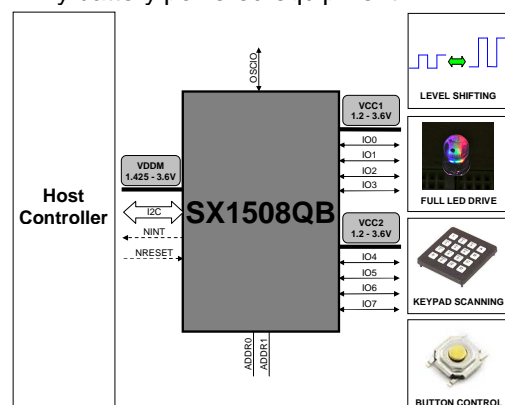 OSCIO
VCC1
1.2 - 3.6V
IO0
IO1
IO2
IO3
VDDM
1.425 - 3.6V
Host
Controller
I2C
NINT
NRESET
SX1508QB
VCC2
1.2 - 3.6V
IO4
IO5
IO6
IO7
ADDR0
ADDR1
LEVEL SHIFTING
FULL LED DRIVE
KEYPAD SCANNING
BUTTON CONTROL